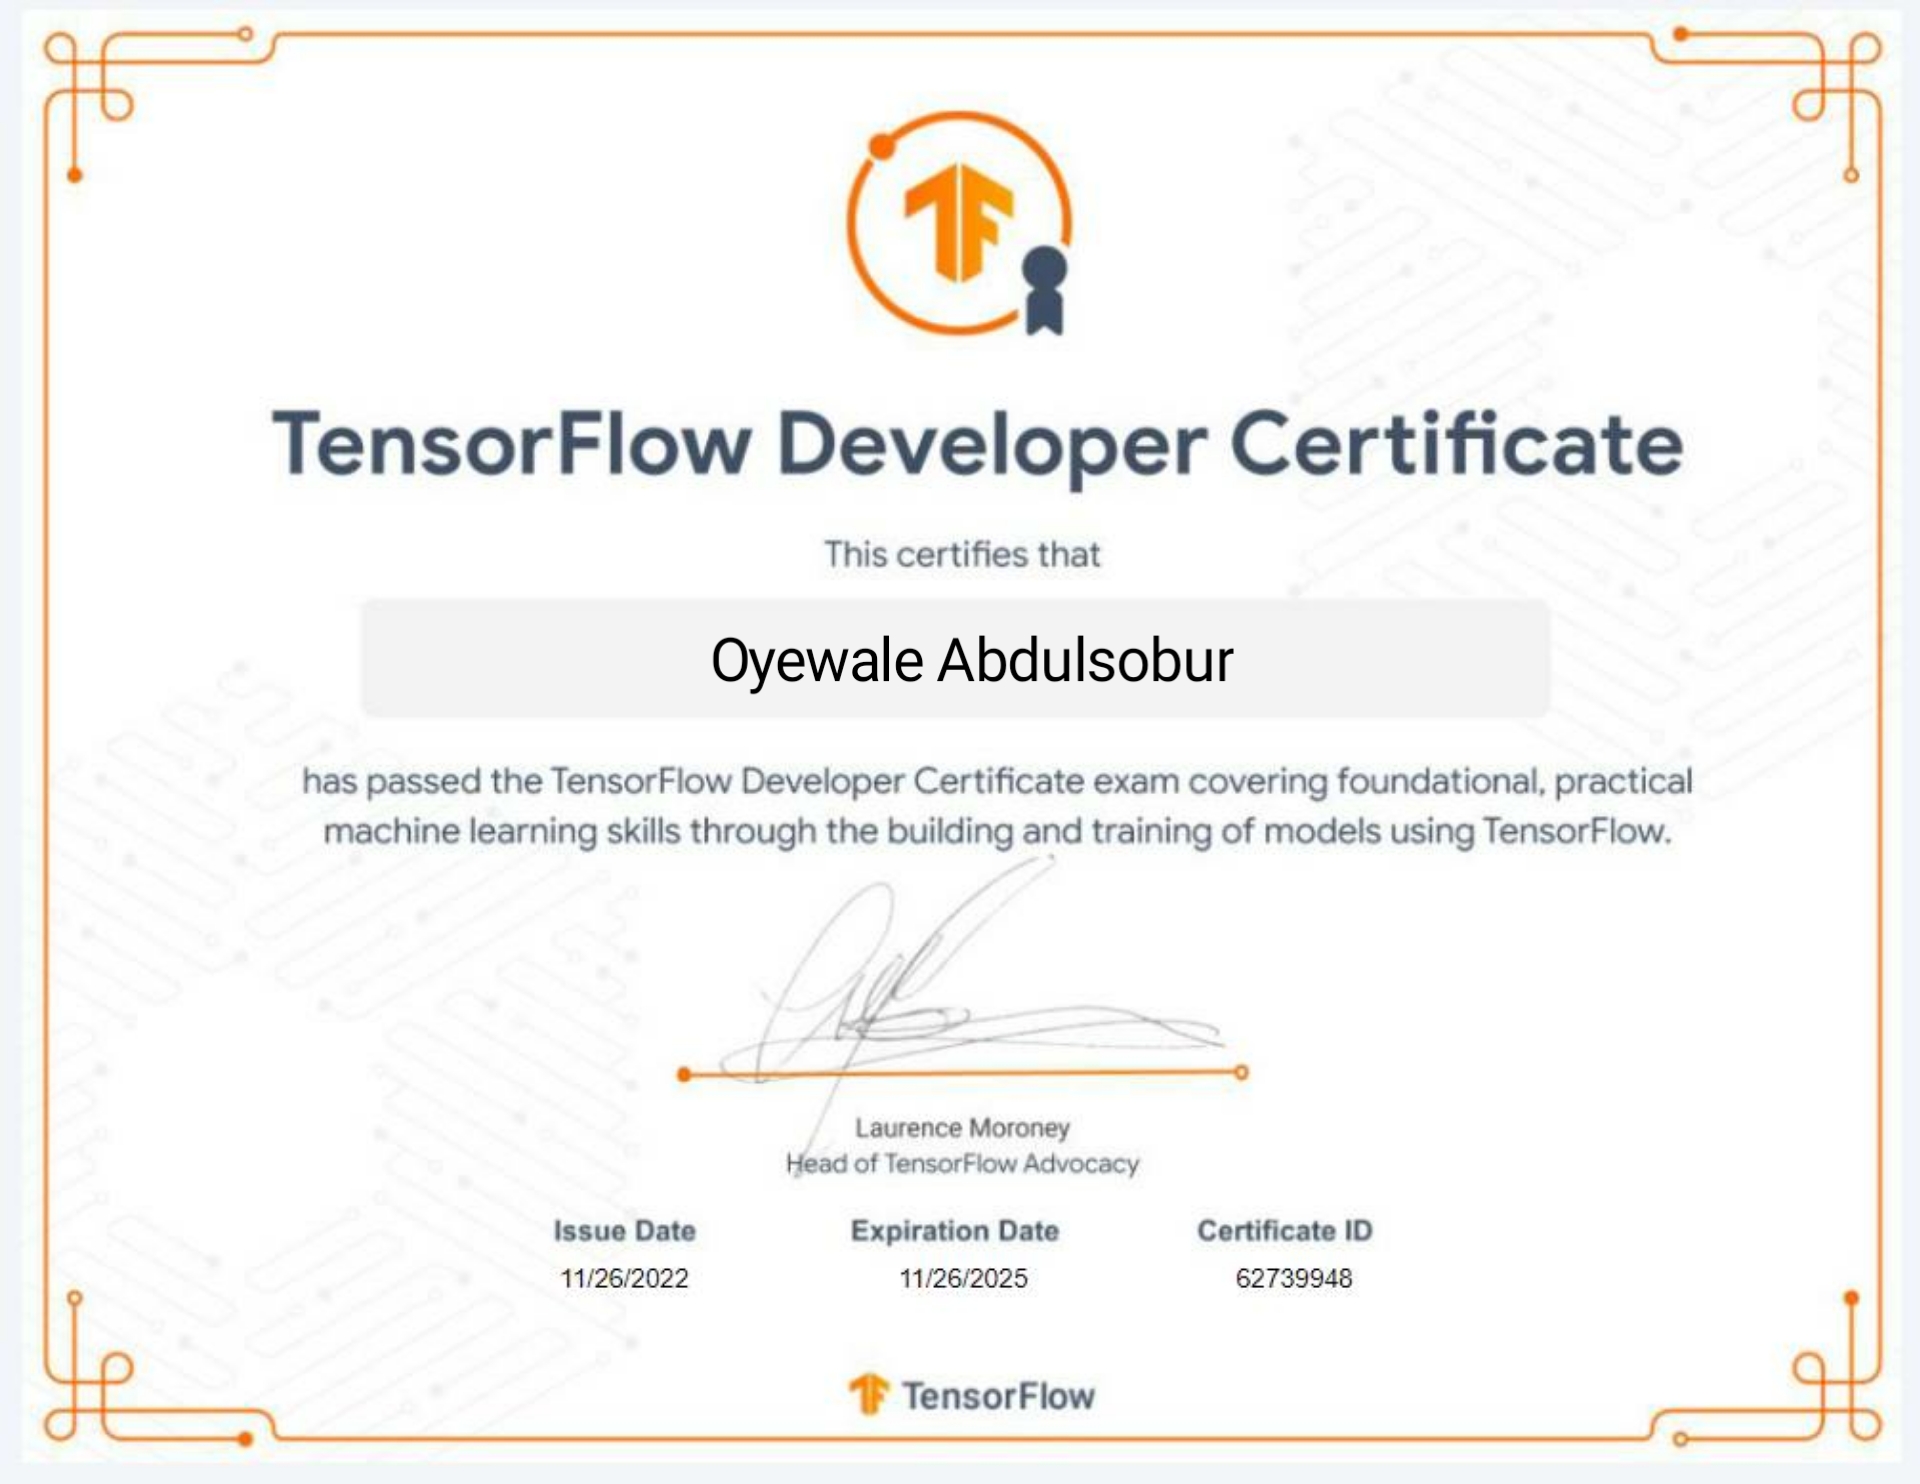 TensorFlow Developer Certificate
This certifies that
Oyewale Abdulsobur
has passed the TensorFlow Developer Certificate exam covering foundational, practical
machine learning skills through the building and training of models using TensorFlow.
Laurence Moroney
Head of TensorFlow Advocacy
Issue Date Expiration Date Certificate ID
11/26/2022 11/26/2025 62739948
TensorFlow